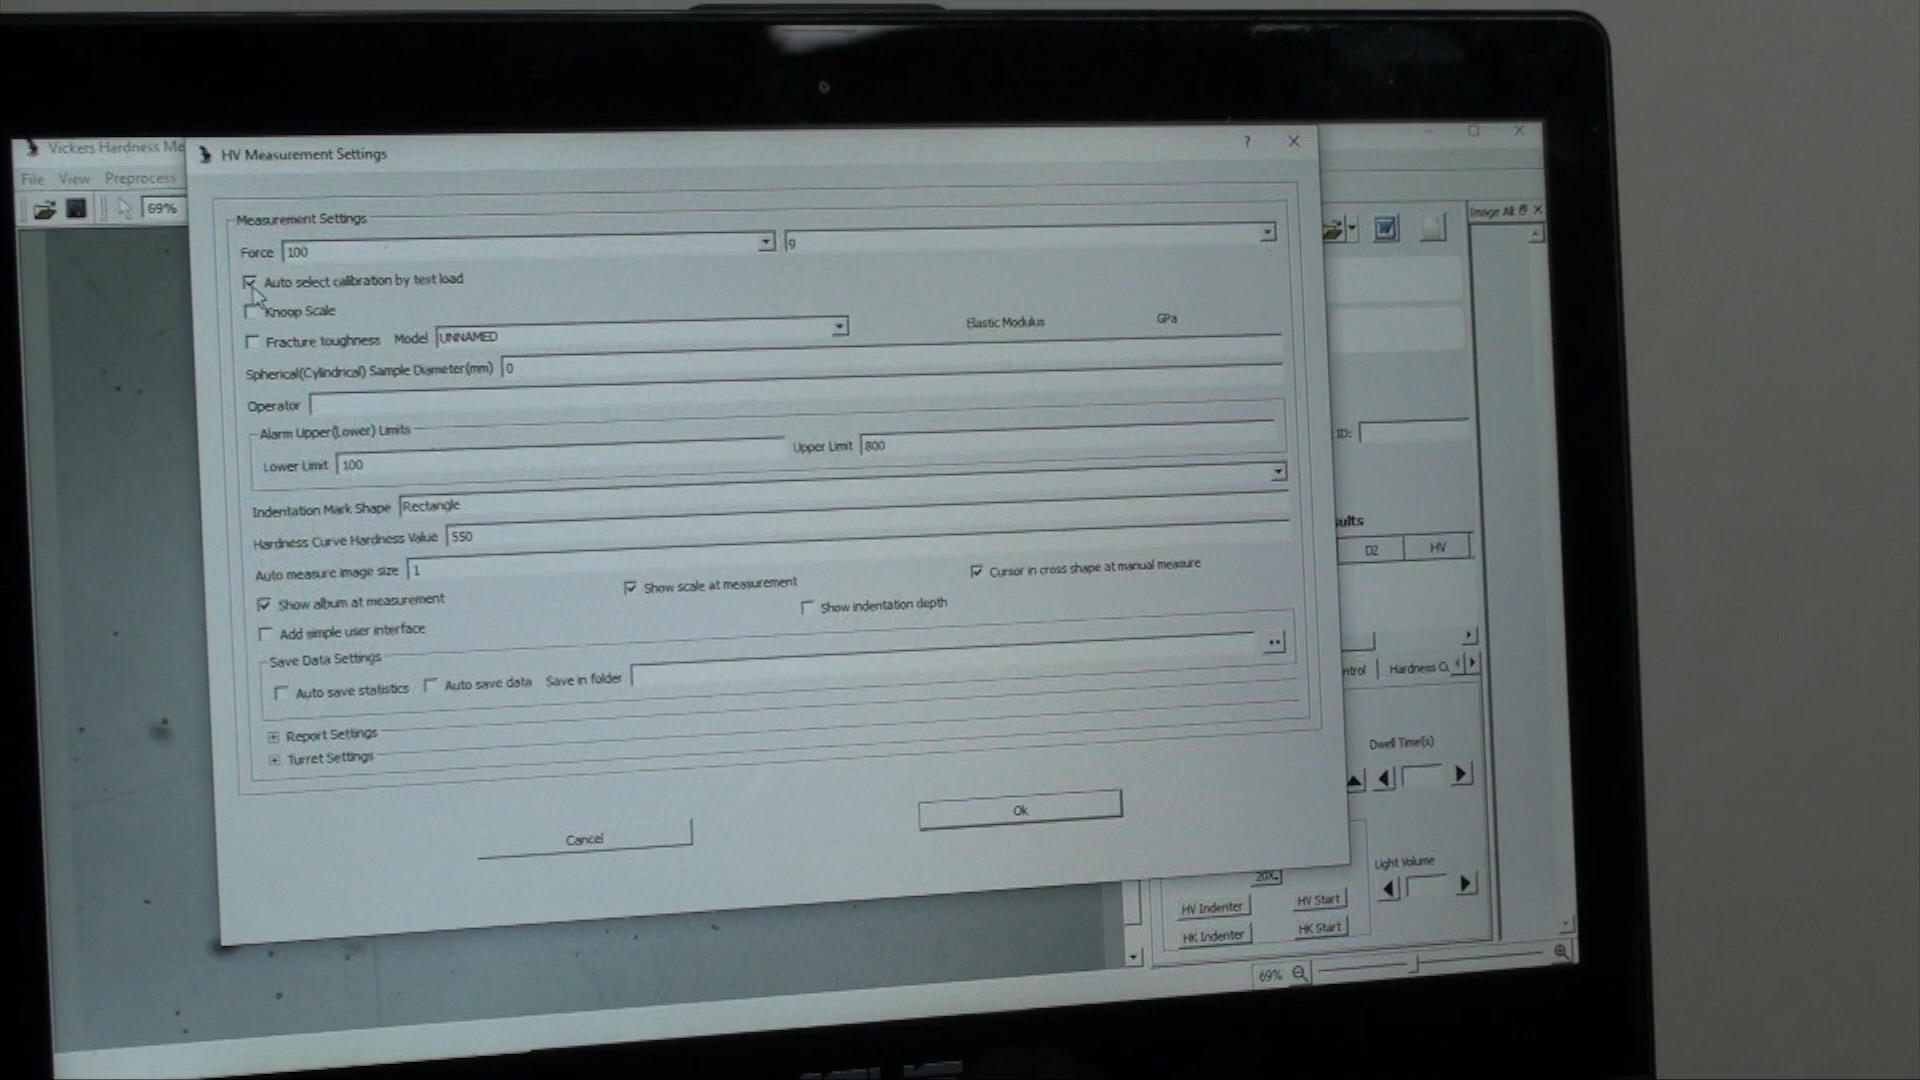 Vickers Hardness Me
File View Preprocess
69%
HV Measurement Settings
?
Measurement Settings
Force 100 g
Auto select calibration by test load
Knoop Scale
Fracture toughness Model UNNAMED Elastic Modulus GPa
Spherical(Cylindrical) Sample Diameter(mm) 0
Operator
Alarm Upper(Lower) Limits
Lower Limit 100 Upper Limit 800
Indentation Mark Shape Rectangle
Hardness Curve Hardness Value 550
Auto measure image size 1
Show album at measurement Show scale at measurement Cursor in cross shape at manual measure
Add simple user interface Show indentation depth
Save Data Settings
Auto save statistics Auto save data Save in folder
Report Settings
Turret Settings
Cancel Ok
Image Alb
ID:
ults
D2 HV
ntrol Hardness Cu
Dwell Time(s)
Light Volume
20X
HV Indenter HV Start
HK Indenter HK Start
69%